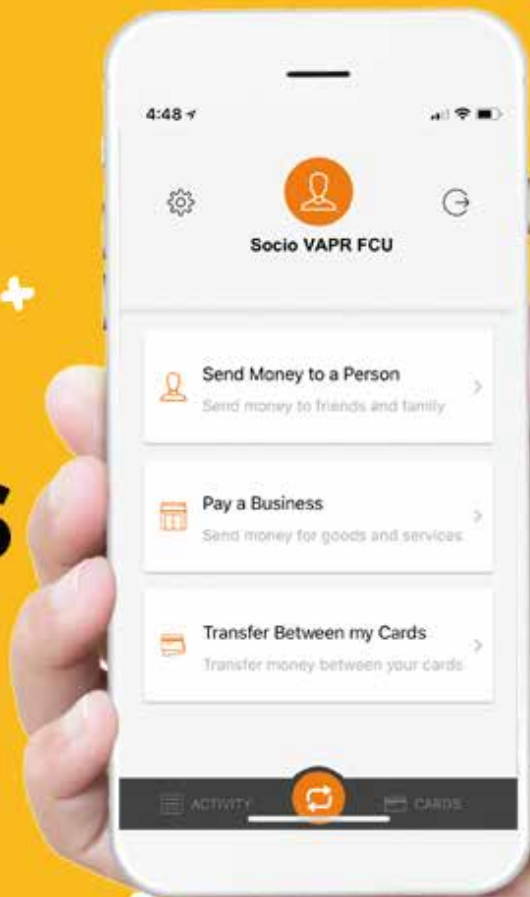 4:48
Socio VAPR FCU
Send Money to a Person
Send money to friends and family
Pay a Business
Send money for goods and services
Transfer Between my Cards
Transfer money between your cards
S
ACTIVITY
CARDS